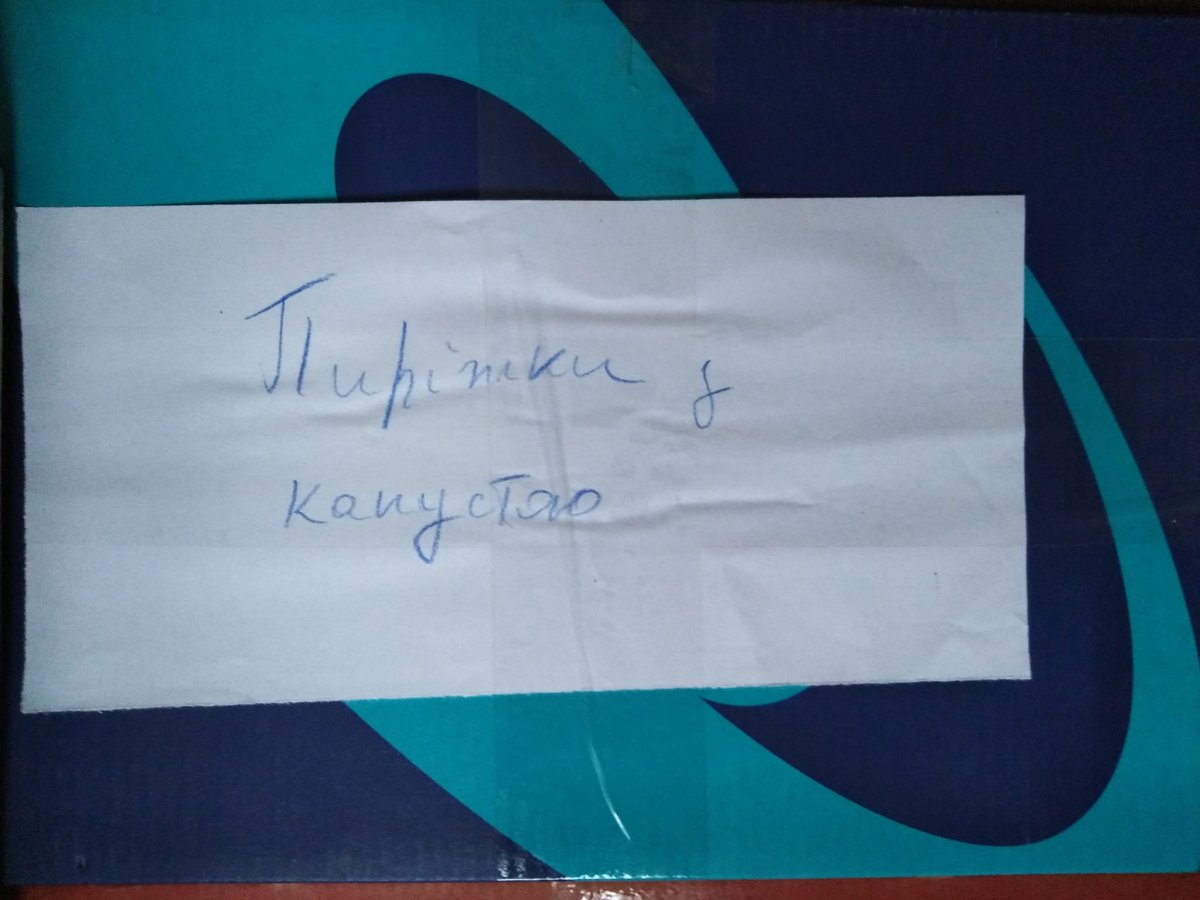 Пиріжки з
капустою